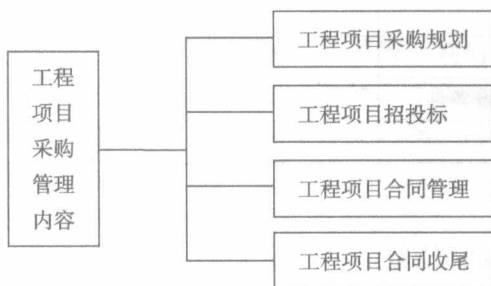 工程
项目
采购
管理
内容
工程项目采购规划
工程项目招投标
工程项目合同管理
工程项目合同收尾